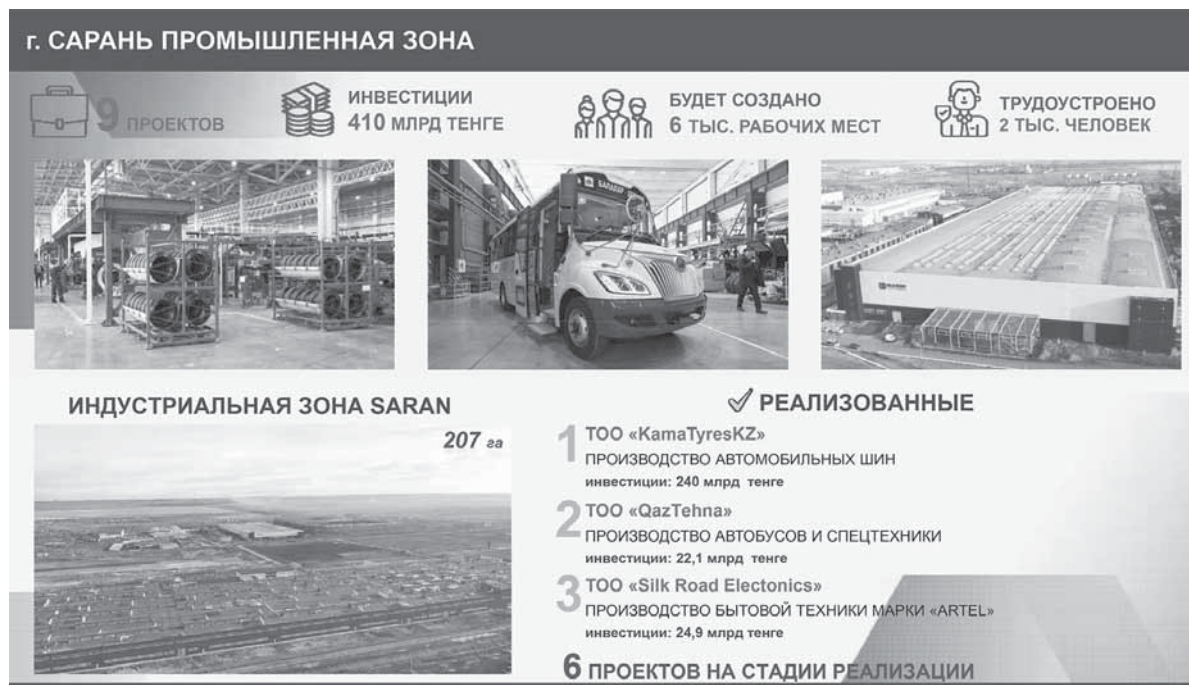 г. САРАНЬ ПРОМЫШЛЕННАЯ ЗОНА
9 ПРОЕКТОВ
ИНВЕСТИЦИИ
410 МЛРД ТЕНГЕ
БУДЕТ СОЗДАНО
6 ТЫС. РАБОЧИХ МЕСТ
ТРУДОУСТРОЕНО
2 ТЫС. ЧЕЛОВЕК
БАЛАЛАР
ИНДУСТРИАЛЬНАЯ ЗОНА SARAN
207 га
РЕАЛИЗОВАННЫЕ
1 ТОО «KamaTyresKZ»
ПРОИЗВОДСТВО АВТОМОБИЛЬНЫХ ШИН
инвестиции: 240 млрд тенге
2 ТОО «QazTehna»
ПРОИЗВОДСТВО АВТОБУСОВ И СПЕЦТЕХНИКИ
инвестиции: 22,1 млрд тенге
3 ТОО «Silk Road Electonics»
ПРОИЗВОДСТВО БЫТОВОЙ ТЕХНИКИ МАРКИ «ARTEL»
инвестиции: 24,9 млрд тенге
6 ПРОЕКТОВ НА СТАДИИ РЕАЛИЗАЦИИ